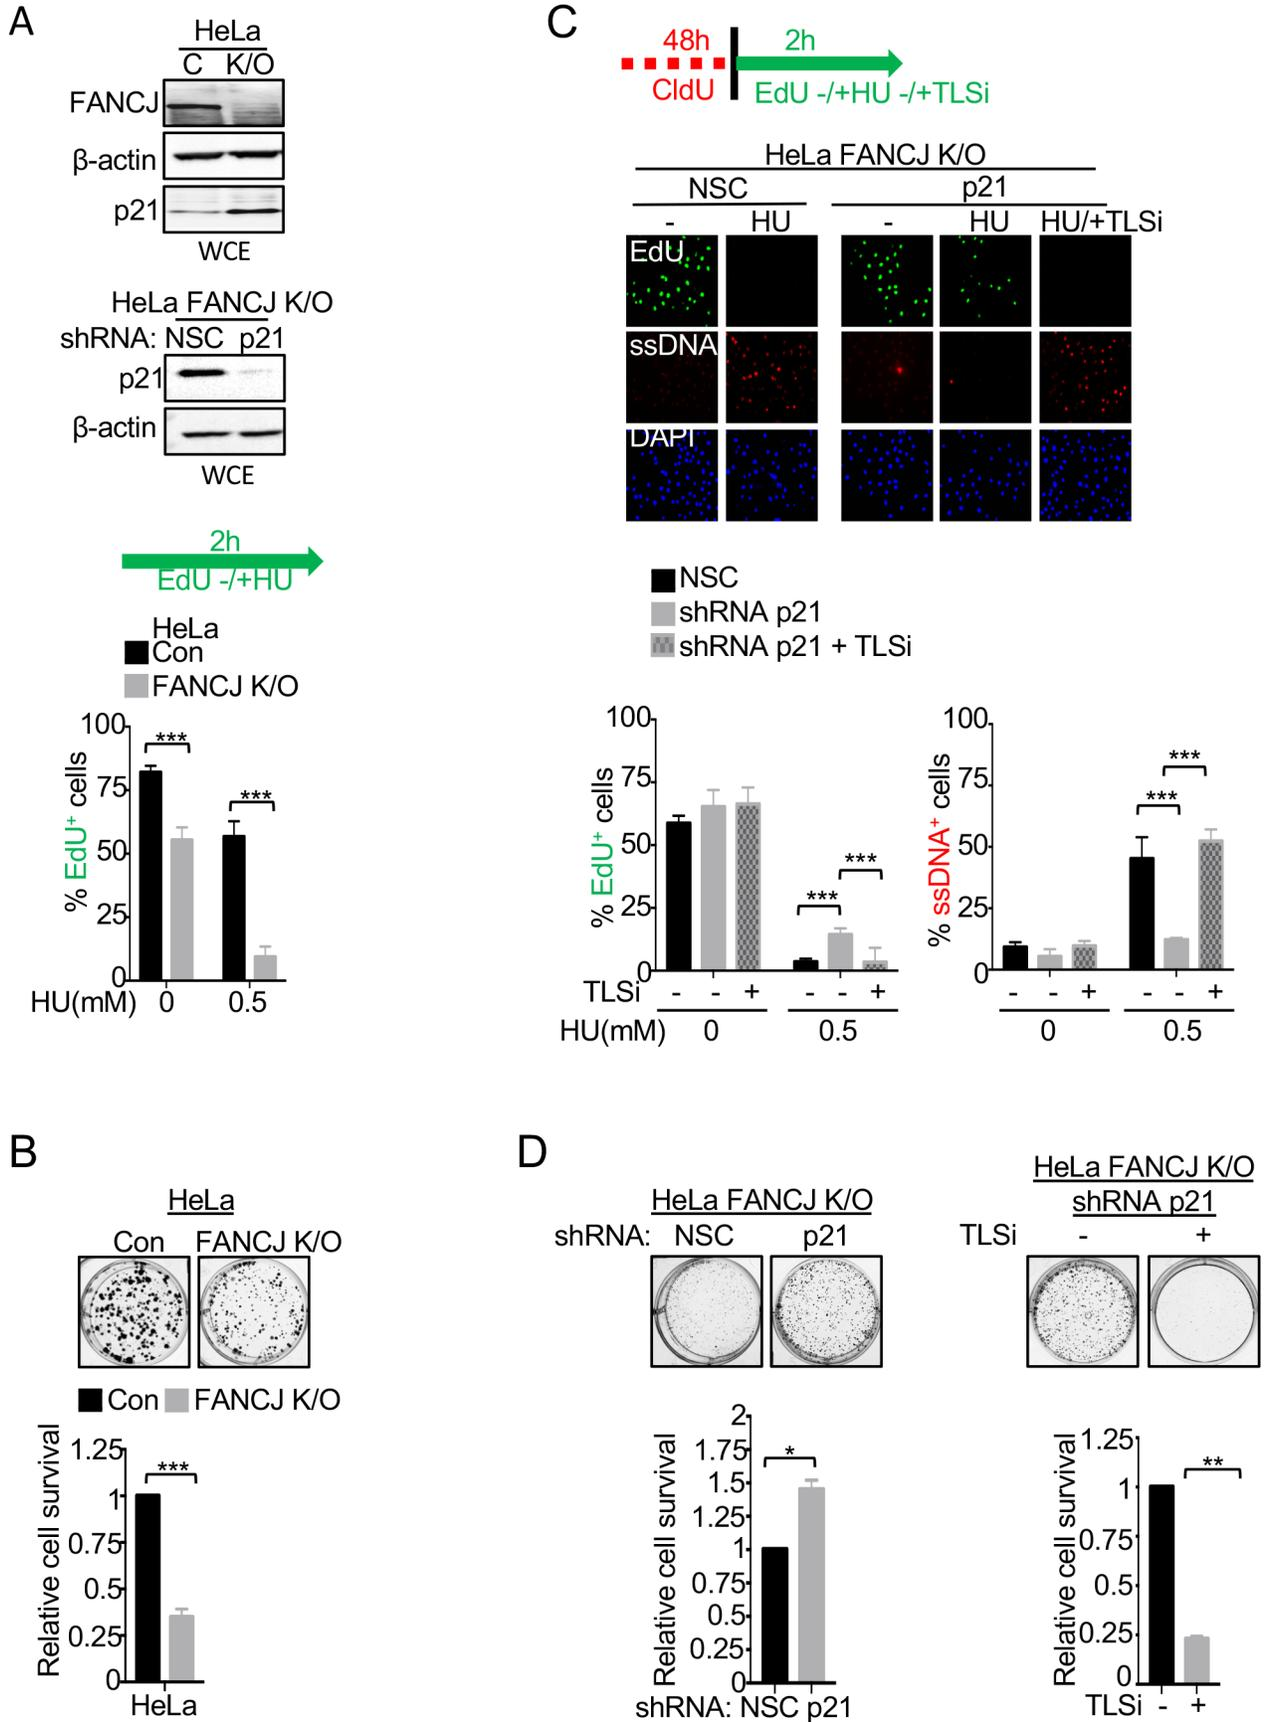 A
HeLa
C K/O
FANCJ
β-actin
p21
WCE
HeLa FANCJ K/O
shRNA: NSC p21
p21
β-actin
WCE
2h
EdU -/+HU
HeLa
Con
FANCJ K/O
% EdU+ cells
100
***
75
***
50
25
0
HU(mM) 0 0.5
C
48h 2h
CldU EdU -/+HU -/+TLSi
HeLa FANCJ K/O
NSC p21
- HU - HU HU/+TLSi
EdU
ssDNA
DAPI
NSC
shRNA p21
shRNA p21 + TLSi
% EdU+ cells
100
75
50
25
0
***
***
TLSi - - + - - +
HU(mM) 0 0.5
% ssDNA+ cells
100
75
50
25
0
***
***
- - + - - +
0 0.5
B
HeLa
Con FANCJ K/O
Con FANCJ K/O
Relative cell survival
1.25
***
1
0.75
0.5
0.25
0
HeLa
D
HeLa FANCJ K/O
shRNA: NSC p21
Relative cell survival
2
1.75
*
1.5
1.25
1
0.75
0.5
0.25
0
shRNA: NSC p21
HeLa FANCJ K/O
shRNA p21
TLSi - +
Relative cell survival
1.25
**
1
0.75
0.5
0.25
0
TLSi - +